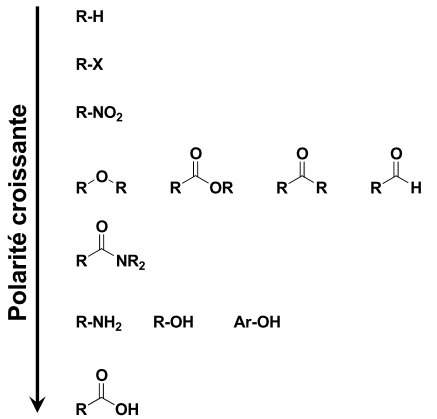 Polarité croissante
R-H
R-X
R-NO₂
R O R R O OR R O R R O H
R O NR₂
R-NH₂ R-OH Ar-OH
R O OH